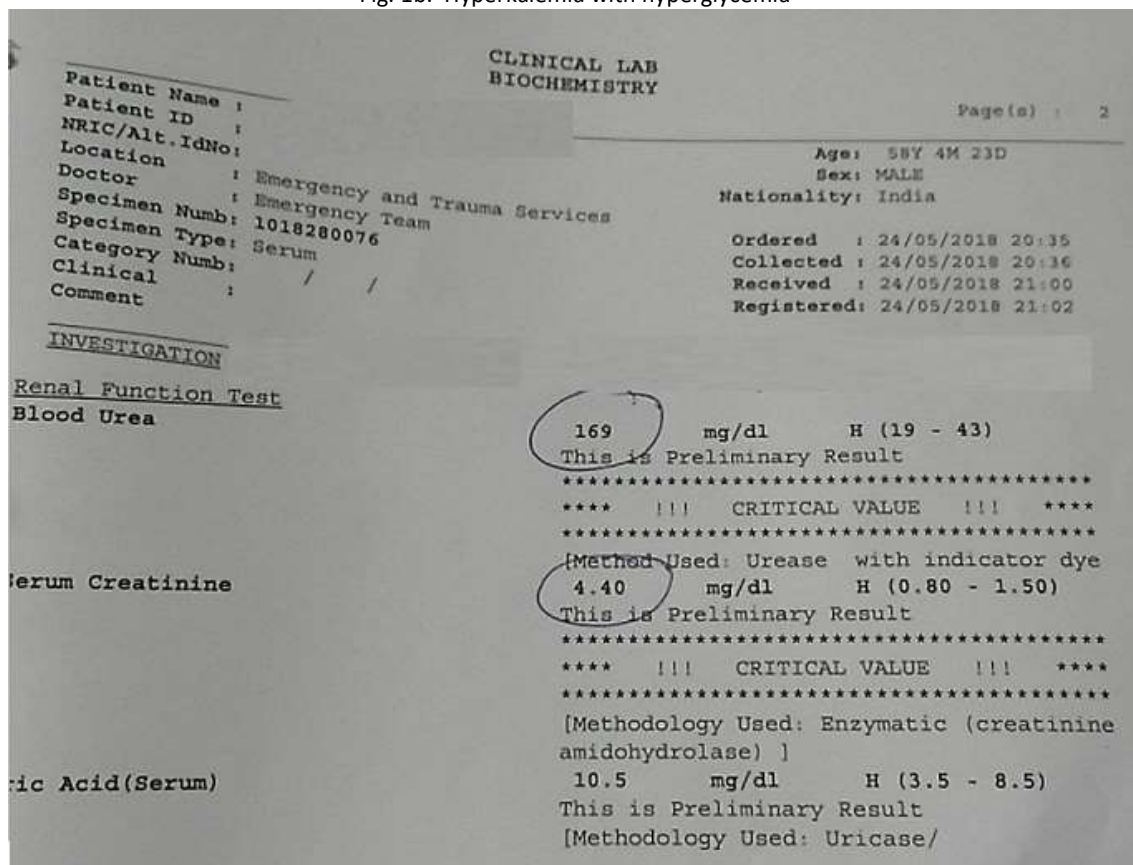 Fig. 1b: Hyperkalemia with hyperglycemia
CLINICAL LAB
BIOCHEMISTRY
Page(s) : 2
Patient Name :
Patient ID :
NRIC/Alt.IdNo:
Location : Emergency and Trauma Services
Doctor : Emergency Team
Specimen Numb: 1018280076
Specimen Type: Serum
Category Numb: / /
Clinical :
Comment
Age: 58Y 4M 23D
Sex: MALE
Nationality: India
Ordered : 24/05/2018 20:35
Collected : 24/05/2018 20:36
Received : 24/05/2018 21:00
Registered: 24/05/2018 21:02
INVESTIGATION
Renal Function Test
Blood Urea 169 mg/dl H (19 - 43)
This is Preliminary Result
******************************************
**** !!! CRITICAL VALUE !!! ****
******************************************
[Method Used: Urease with indicator dye
Serum Creatinine 4.40 mg/dl H (0.80 - 1.50)
This is Preliminary Result
******************************************
**** !!! CRITICAL VALUE !!! ****
******************************************
[Methodology Used: Enzymatic (creatinine
amidohydrolase) ]
ric Acid(Serum) 10.5 mg/dl H (3.5 - 8.5)
This is Preliminary Result
[Methodology Used: Uricase/